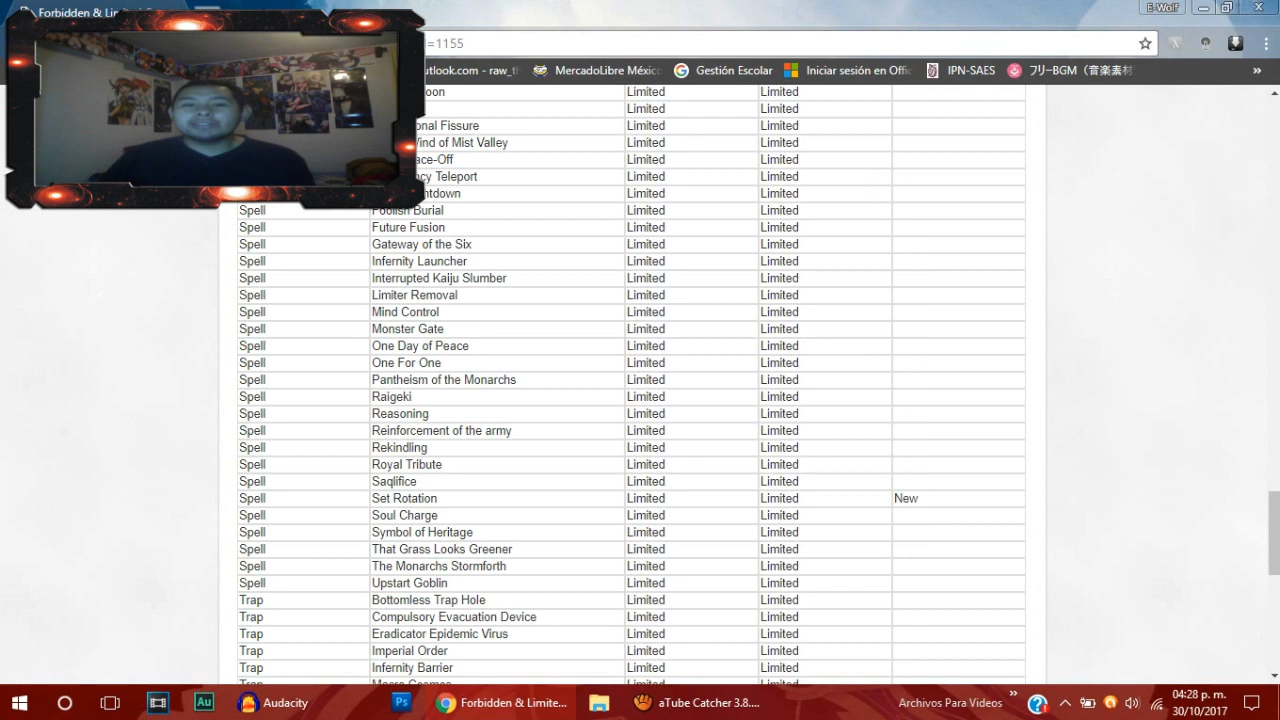 Forbidden & Li
E-Wolf
=1155
utlook.com - raw_t
MercadoLibre Méxic
Gestión Escolar
Iniciar sesión en Offic
IPN-SAES
フリーBGM（音楽素材
»
oon Limited Limited
Limited Limited
onal Fissure Limited Limited
Wind of Mist Valley Limited Limited
ace-Off Limited Limited
ncy Teleport Limited Limited
ntdown Limited Limited
Spell Foolish Burial Limited Limited
Spell Future Fusion Limited Limited
Spell Gateway of the Six Limited Limited
Spell Infernity Launcher Limited Limited
Spell Interrupted Kaiju Slumber Limited Limited
Spell Limiter Removal Limited Limited
Spell Mind Control Limited Limited
Spell Monster Gate Limited Limited
Spell One Day of Peace Limited Limited
Spell One For One Limited Limited
Spell Pantheism of the Monarchs Limited Limited
Spell Raigeki Limited Limited
Spell Reasoning Limited Limited
Spell Reinforcement of the army Limited Limited
Spell Rekindling Limited Limited
Spell Royal Tribute Limited Limited
Spell Saqlifice Limited Limited
Spell Set Rotation Limited Limited New
Spell Soul Charge Limited Limited
Spell Symbol of Heritage Limited Limited
Spell That Grass Looks Greener Limited Limited
Spell The Monarchs Stormforth Limited Limited
Spell Upstart Goblin Limited Limited
Trap Bottomless Trap Hole Limited Limited
Trap Compulsory Evacuation Device Limited Limited
Trap Eradicator Epidemic Virus Limited Limited
Trap Imperial Order Limited Limited
Trap Infernity Barrier Limited Limited
Trap Macro Cosmos Limited Limited
Au
Audacity
Ps
Forbidden & Limite...
aTube Catcher 3.8....
Archivos Para Videos
»
04:28 p. m.
30/10/2017